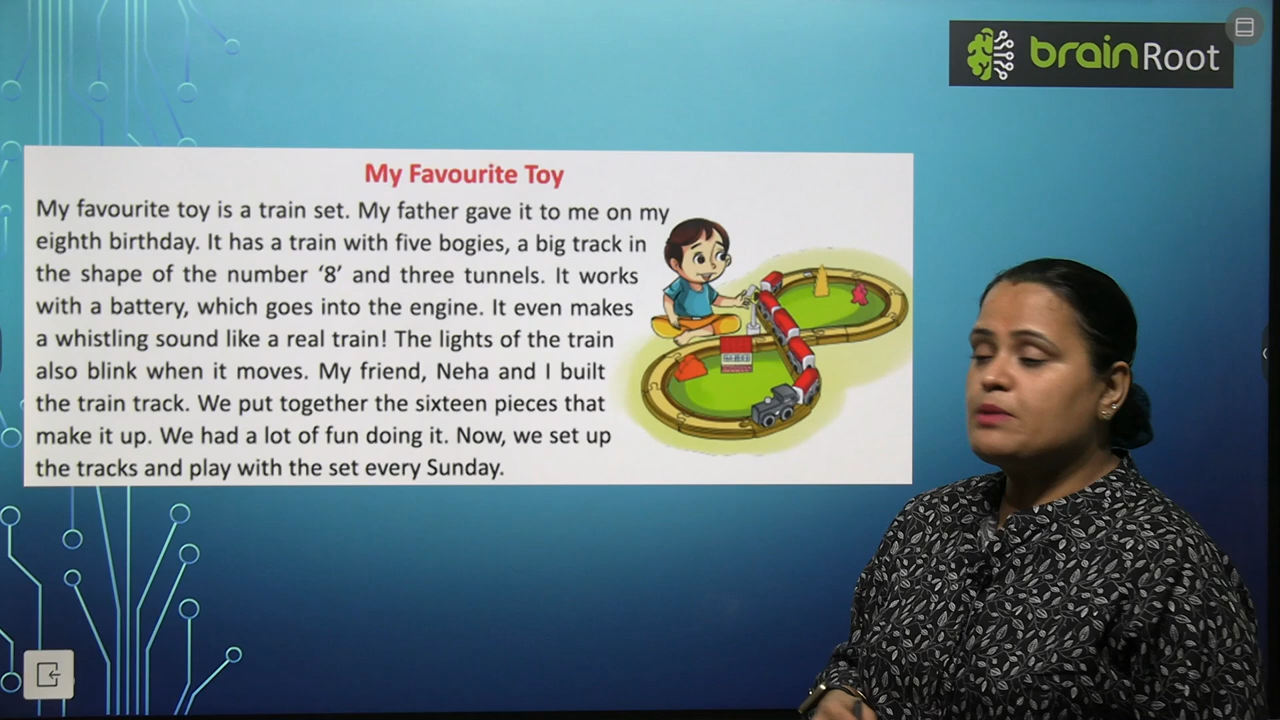 brainRoot
My Favourite Toy
My favourite toy is a train set. My father gave it to me on my
eighth birthday. It has a train with five bogies, a big track in
the shape of the number ‘8’ and three tunnels. It works
with a battery, which goes into the engine. It even makes
a whistling sound like a real train! The lights of the train
also blink when it moves. My friend, Neha and I built
the train track. We put together the sixteen pieces that
make it up. We had a lot of fun doing it. Now, we set up
the tracks and play with the set every Sunday.